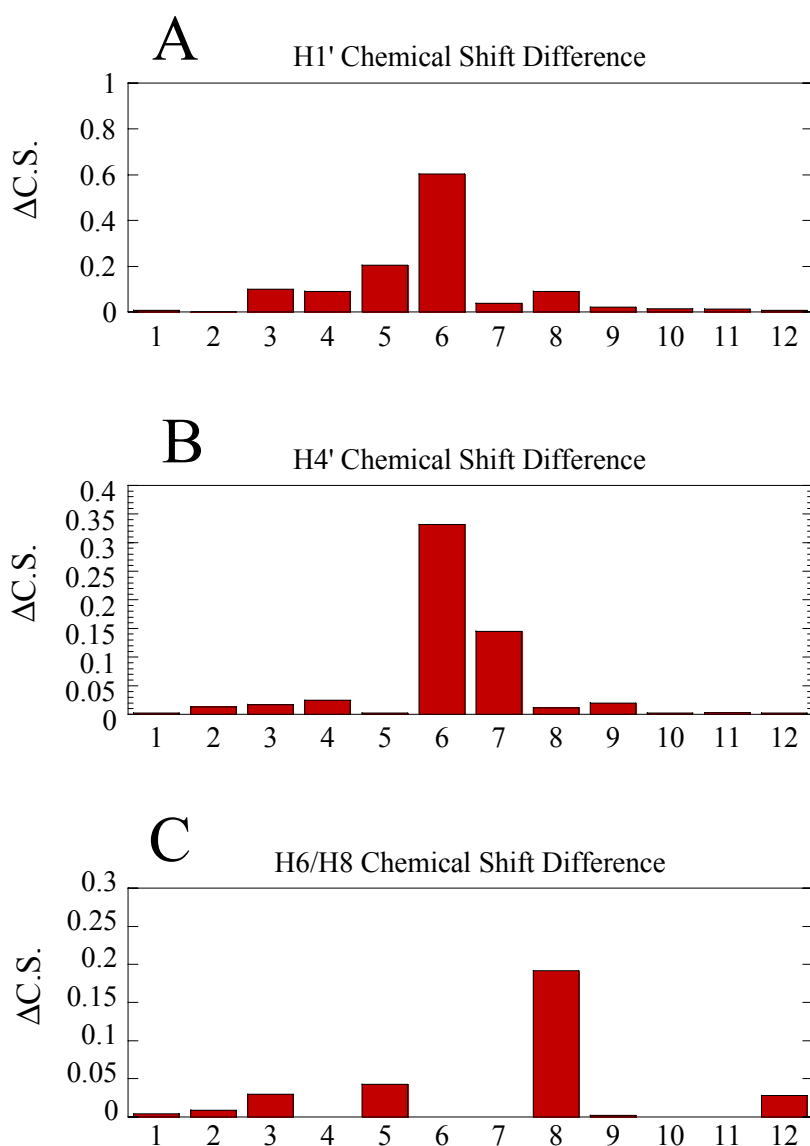 A
H1' Chemical Shift Difference
1
0.8
0.6
0.4
0.2
0
ΔC.S.
1 2 3 4 5 6 7 8 9 10 11 12
B
H4' Chemical Shift Difference
0.4
0.35
0.3
0.25
0.2
0.15
0.1
0.05
0
ΔC.S.
1 2 3 4 5 6 7 8 9 10 11 12
C
H6/H8 Chemical Shift Difference
0.3
0.25
0.2
0.15
0.1
0.05
0
ΔC.S.
1 2 3 4 5 6 7 8 9 10 11 12